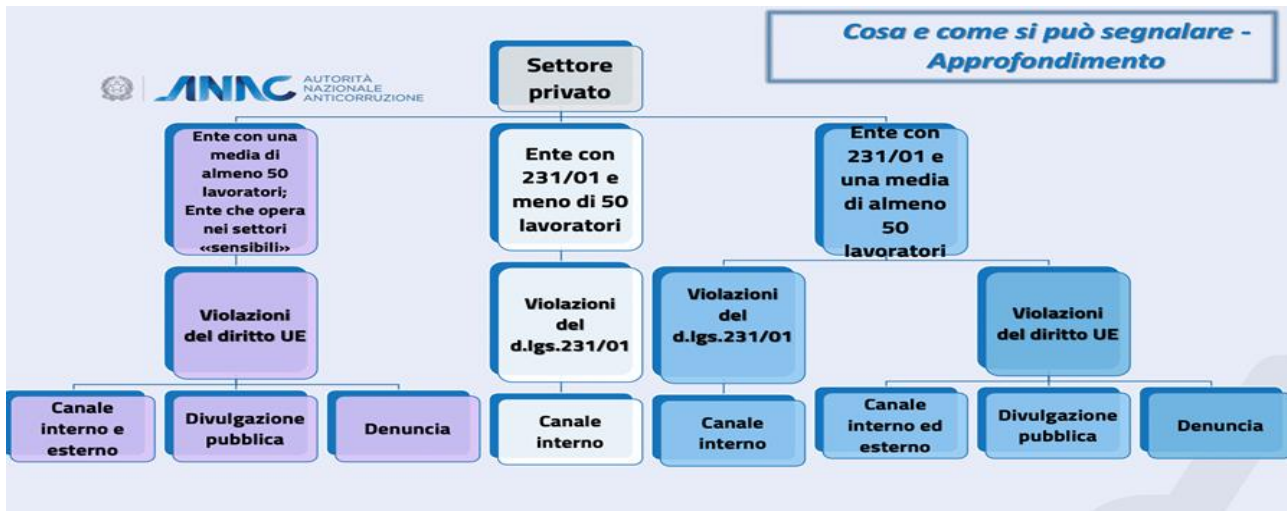 Cosa e come si può segnalare -
Approfondimento
ANAC
AUTORITÀ
NAZIONALE
ANTICORRUZIONE
Settore
privato
Ente con una
media di
almeno 50
lavoratori;
Ente che opera
nei settori
«sensibili»
Ente con
231/01 e
meno di 50
lavoratori
Ente con
231/01 e
una media
di almeno
50
lavoratori
Violazioni
del diritto UE
Violazioni
del
d.lgs.231/01
Violazioni
del
d.lgs.231/01
Violazioni
del diritto UE
Canale
interno e
esterno
Divulgazione
pubblica
Denuncia
Canale
interno
Canale
interno
Canale
interno ed
esterno
Divulgazione
pubblica
Denuncia